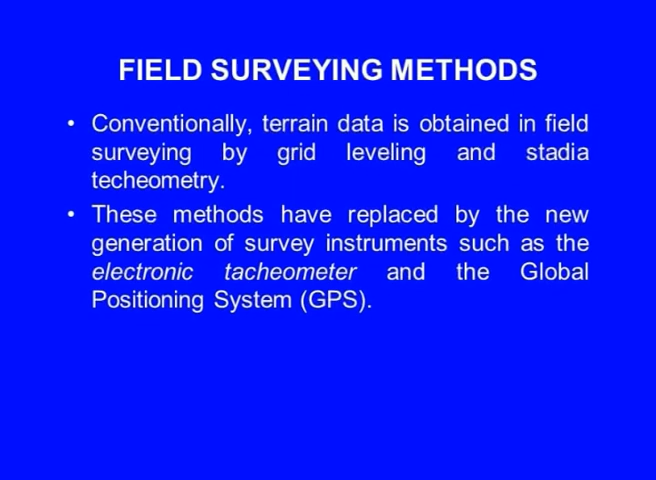 FIELD SURVEYING METHODS
• Conventionally, terrain data is obtained in field
surveying by grid leveling and stadia
techeometry.
• These methods have replaced by the new
generation of survey instruments such as the
electronic tacheometer and the Global
Positioning System (GPS).